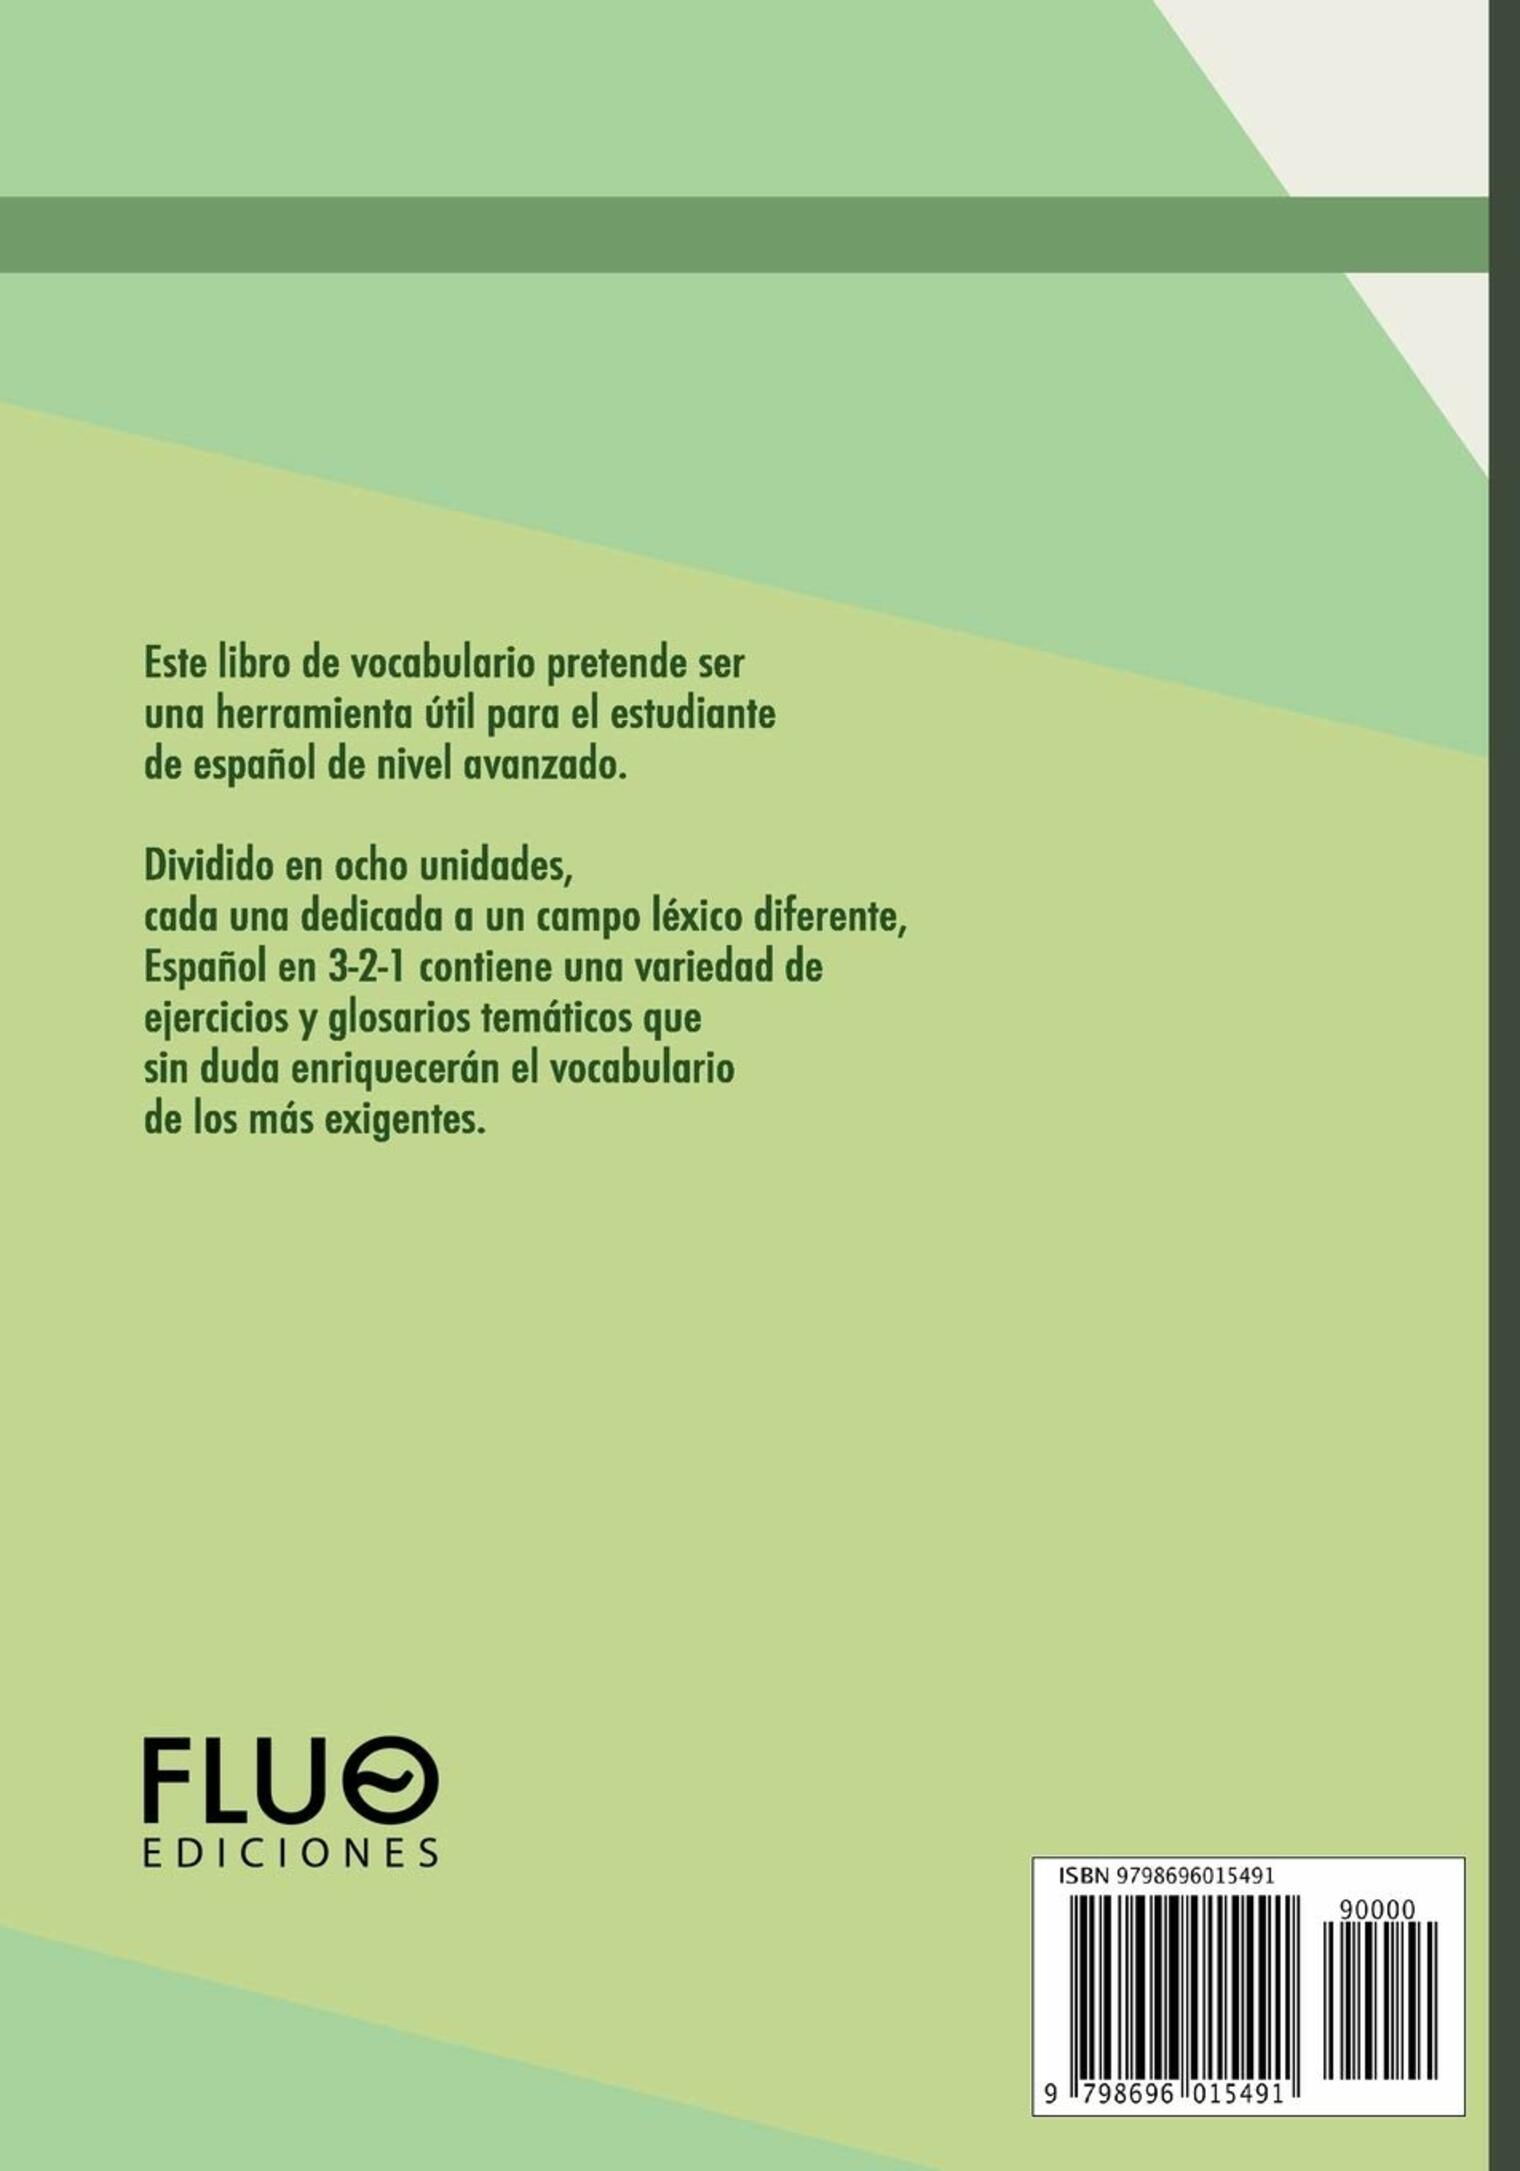 Este libro de vocabulario pretende ser
una herramienta útil para el estudiante
de español de nivel avanzado.
Dividido en ocho unidades,
cada una dedicada a un campo léxico diferente,
Español en 3-2-1 contiene una variedad de
ejercicios y glosarios temáticos que
sin duda enriquecerán el vocabulario
de los más exigentes.
FLUO
EDICIONES
ISBN 9798696015491
90000
9 798696 015491